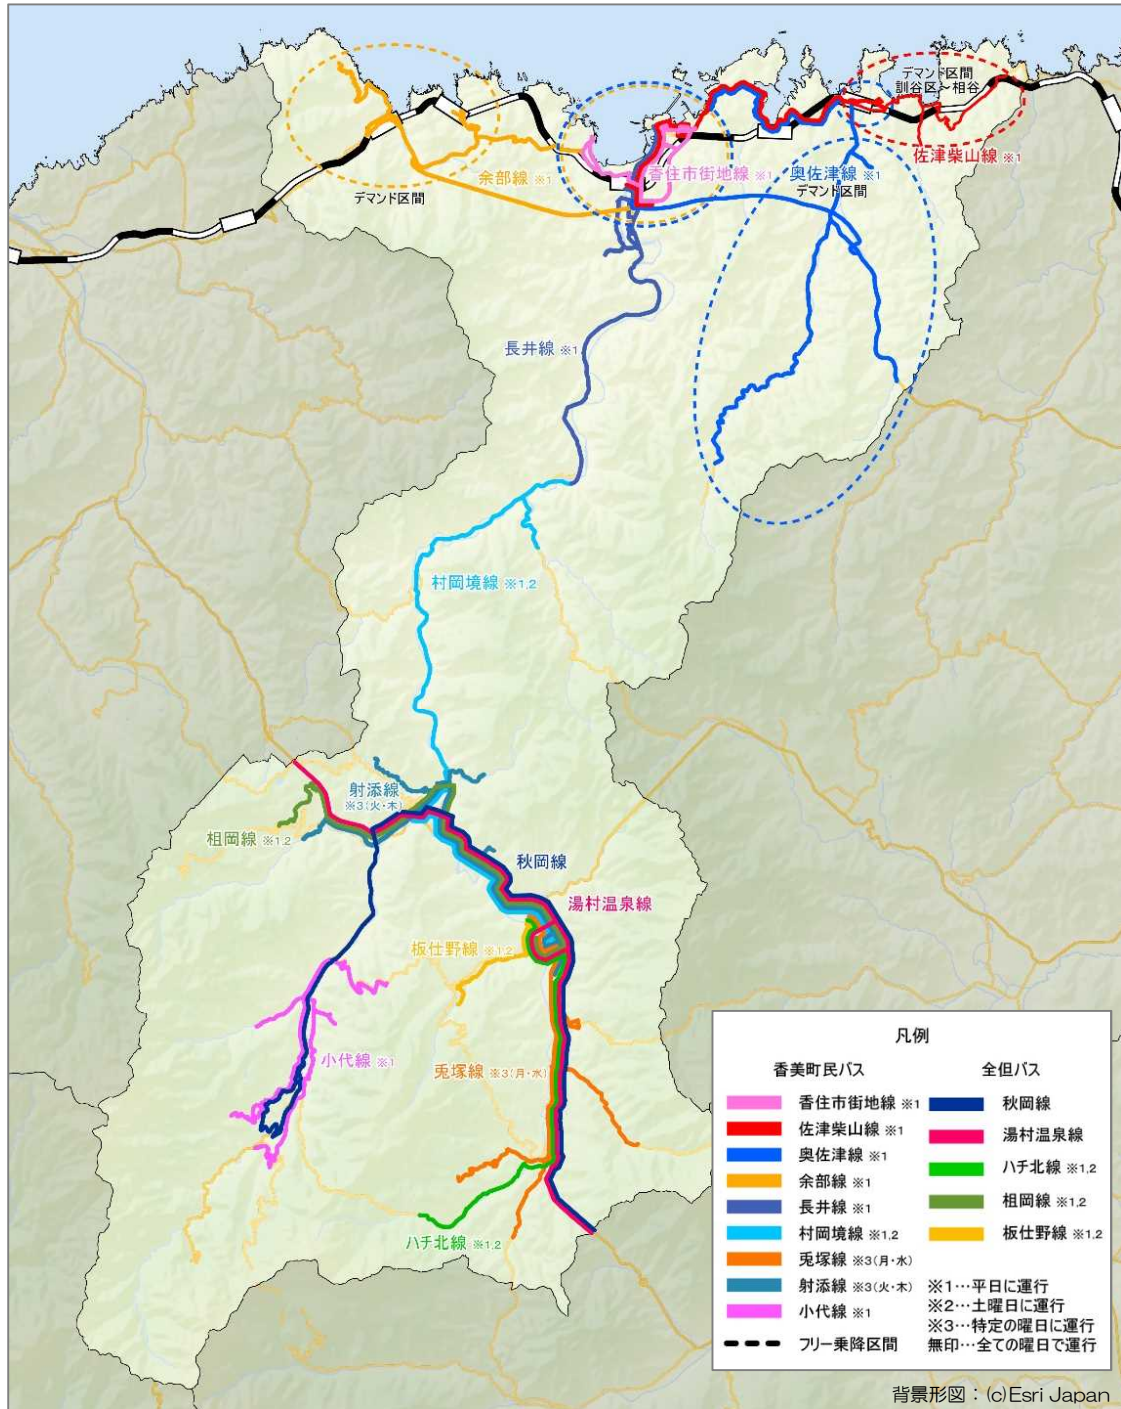 デマンド区間
訓谷区～相谷
佐津柴山線 ※1
余部線 ※1
香住市街地線 ※1
奥佐津線 ※1
デマンド区間
デマンド区間
長井線 ※1
村岡境線 ※1,2
射添線
※3(火・木)
祖岡線 ※1,2
秋岡線
湯村温泉線
板仕野線 ※1,2
小代線 ※1
兎塚線 ※3(月・水)
ハチ北線 ※1,2
凡例
香美町民バス
全但バス
香住市街地線 ※1
秋岡線
佐津柴山線 ※1
湯村温泉線
奥佐津線 ※1
ハチ北線 ※1,2
余部線 ※1
祖岡線 ※1,2
長井線 ※1
板仕野線 ※1,2
村岡境線 ※1,2
兎塚線 ※3(月・水)
射添線 ※3(火・木)
小代線 ※1
フリー乗降区間
※1…平日に運行
※2…土曜日に運行
※3…特定の曜日に運行
無印…全ての曜日で運行
背景形図：(c)Esri Japan